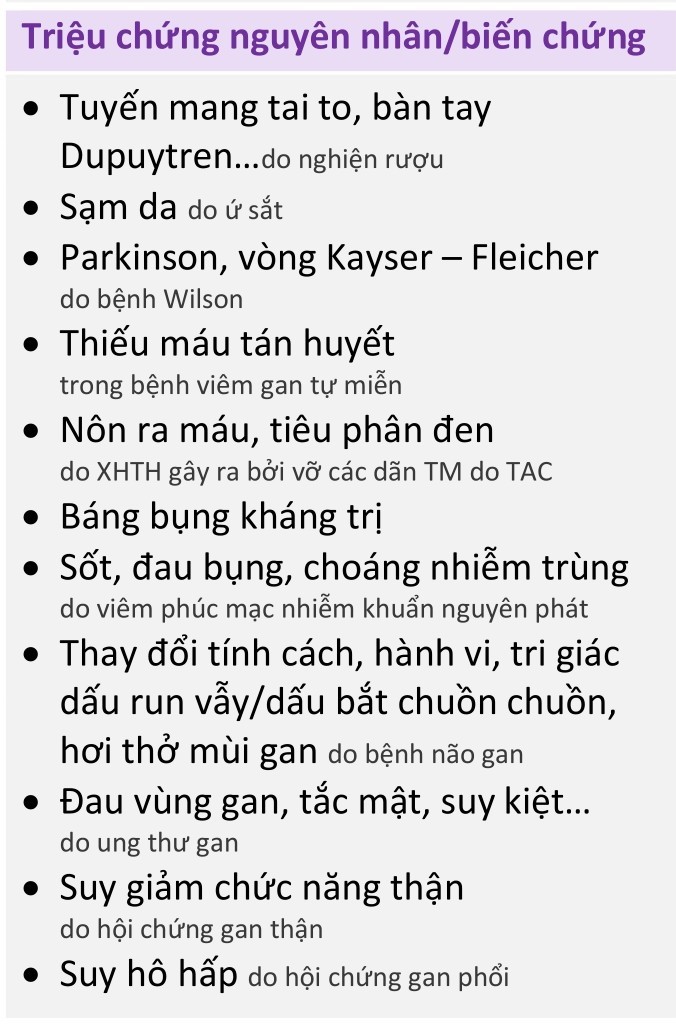 Triệu chứng nguyên nhân/biến chứng
• Tuyến mang tai to, bàn tay
Dupuytren...do nghiện rượu
• Sạm da do ứ sắt
• Parkinson, vòng Kayser – Fleicher
do bệnh Wilson
• Thiếu máu tán huyết
trong bệnh viêm gan tự miễn
• Nôn ra máu, tiêu phân đen
do XHTH gây ra bởi vỡ các dãn TM do TAC
• Báng bụng kháng trị
• Sốt, đau bụng, choáng nhiễm trùng
do viêm phúc mạc nhiễm khuẩn nguyên phát
• Thay đổi tính cách, hành vi, tri giác
dấu run vẫy/dấu bắt chuồn chuồn,
hơi thở mùi gan do bệnh não gan
• Đau vùng gan, tắc mật, suy kiệt...
do ung thư gan
• Suy giảm chức năng thận
do hội chứng gan thận
• Suy hô hấp do hội chứng gan phổi